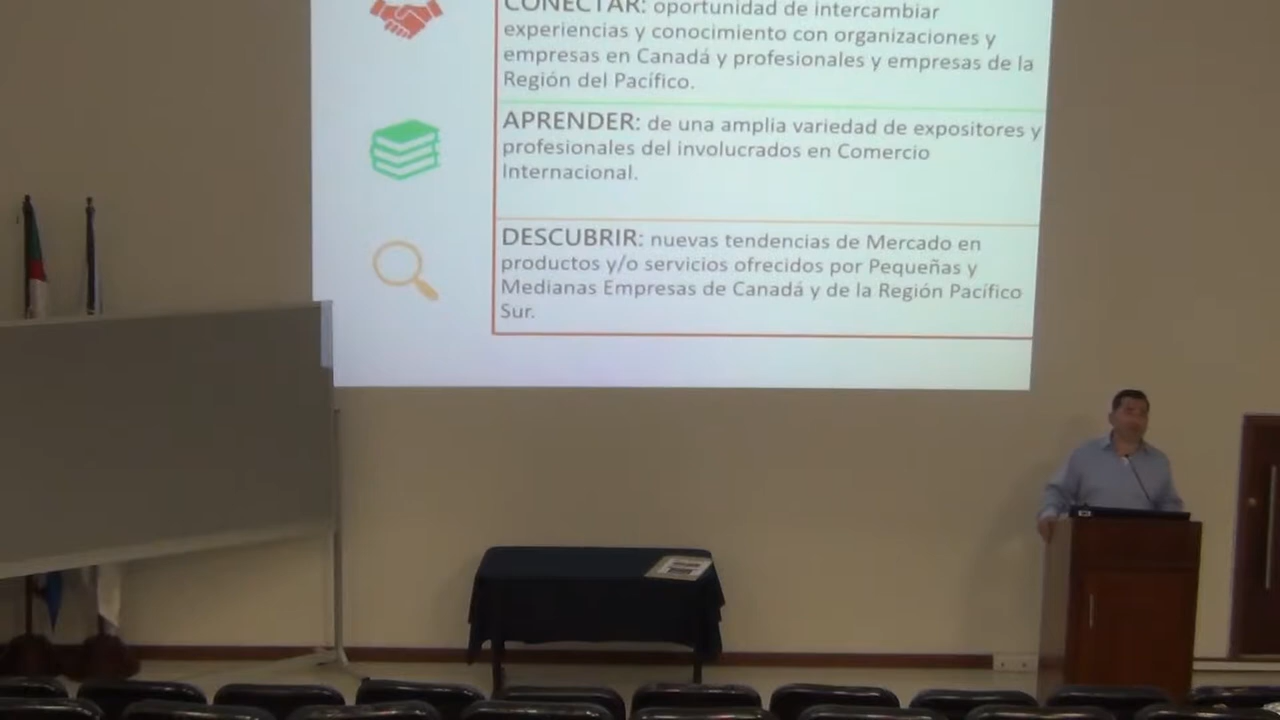 CONECTAR: oportunidad de intercambiar
experiencias y conocimiento con organizaciones y
empresas en Canadá y profesionales y empresas de la
Región del Pacífico.
APRENDER: de una amplia variedad de expositores y
profesionales del involucrados en Comercio
Internacional.
DESCUBRIR: nuevas tendencias de Mercado en
productos y/o servicios ofrecidos por Pequeñas y
Medianas Empresas de Canadá y de la Región Pacífico
Sur.